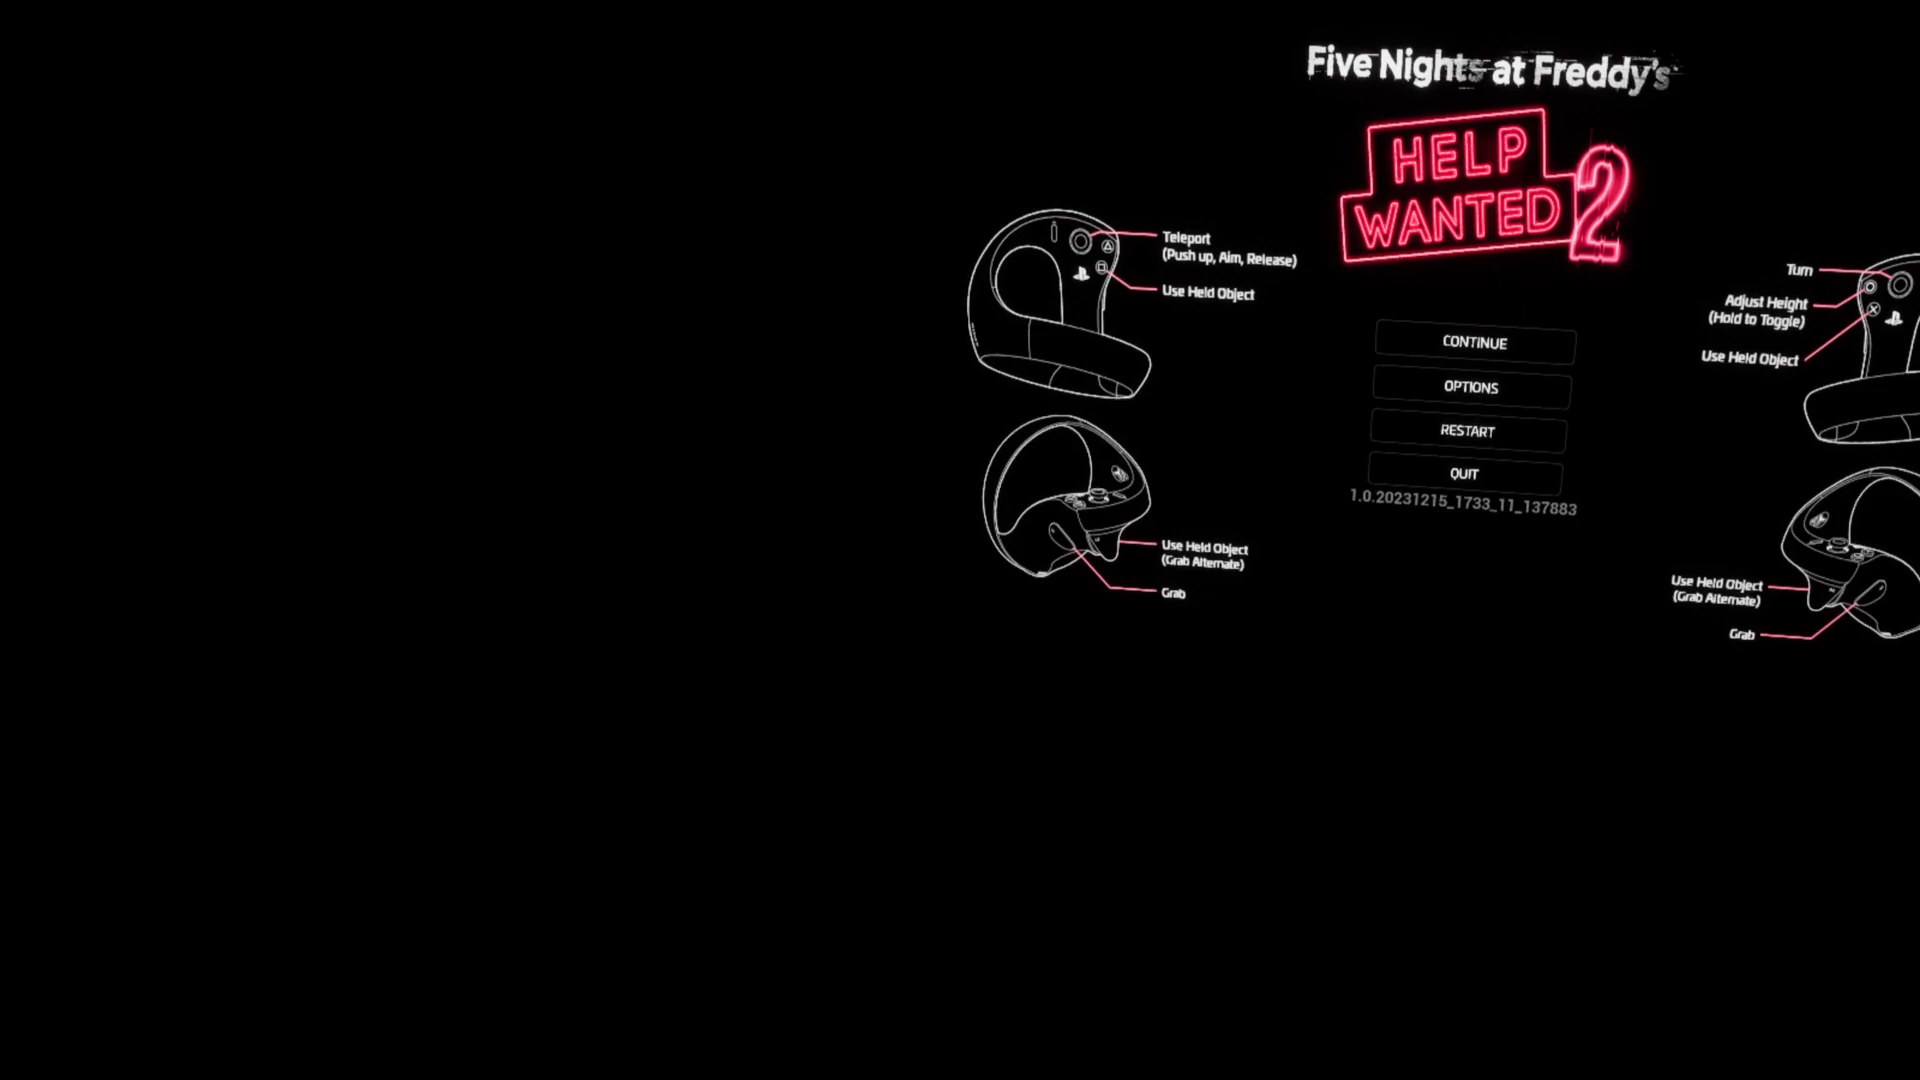 Five Nights at Freddy's
HELP
WANTED 2
Teleport
(Push up, Aim, Release)
Use Held Object
Turn
Adjust Height
(Hold to Toggle)
Use Held Object
CONTINUE
OPTIONS
RESTART
QUIT
1.0.20231215_1733_11_137883
Use Held Object
(Grab Alternate)
Grab
Use Held Object
(Grab Alternate)
Grab